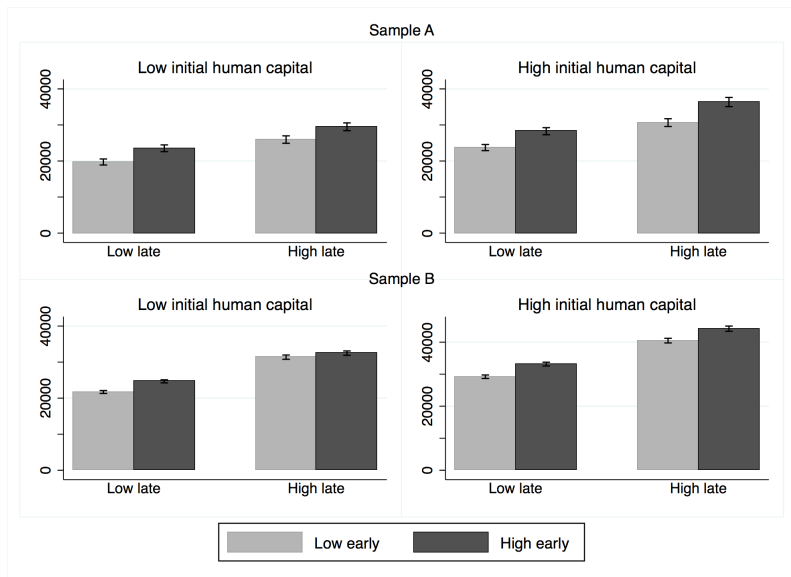 Sample A
Low initial human capital
High initial human capital
40000
20000
0
Low late
High late
40000
20000
0
Low late
High late
Sample B
Low initial human capital
High initial human capital
40000
20000
0
Low late
High late
40000
20000
0
Low late
High late
Low early
High early